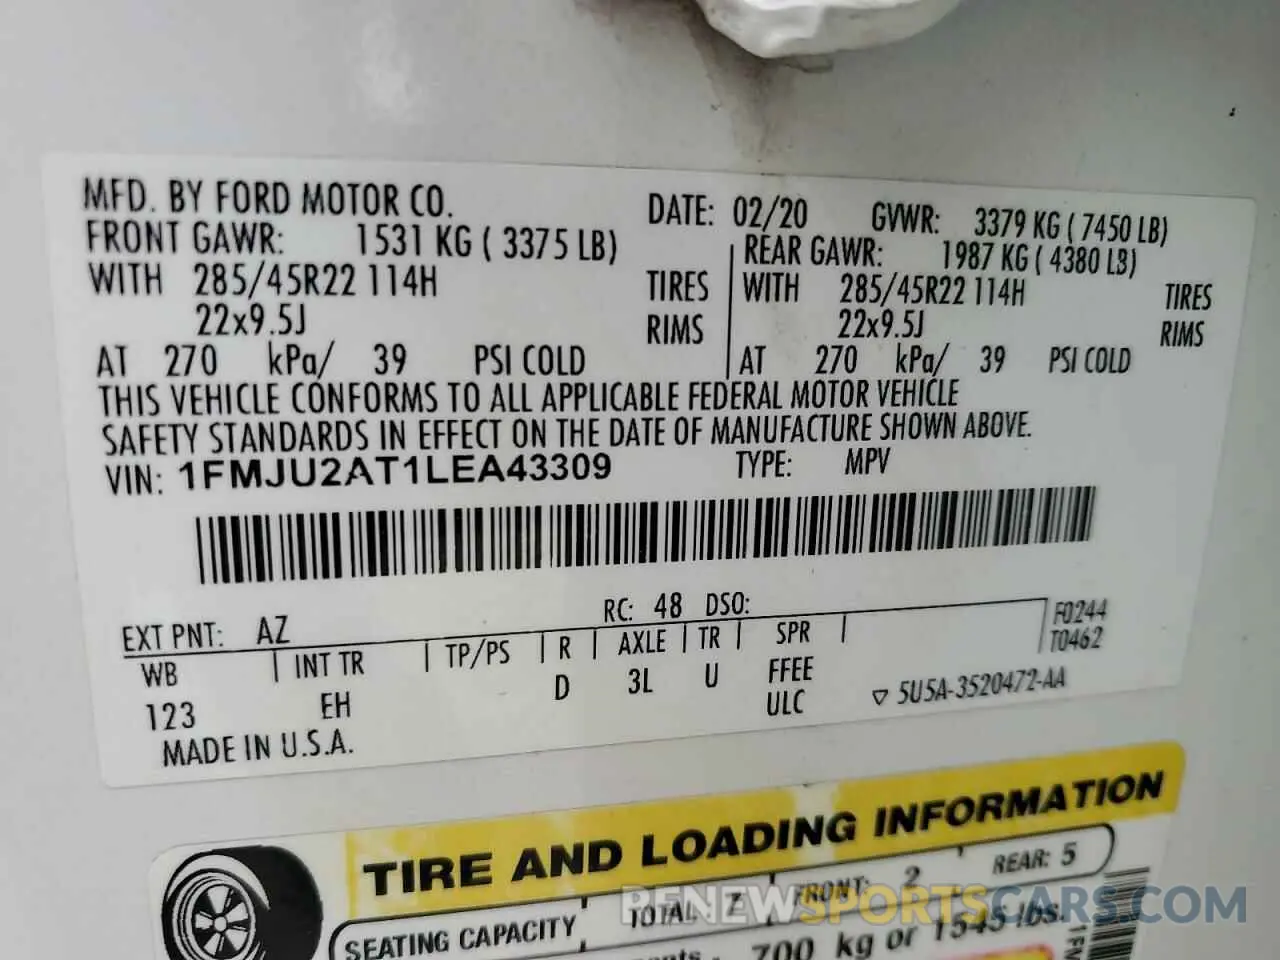 MFD. BY FORD MOTOR CO.
DATE: 02/20 GVWR: 3379 KG ( 7450 LB)
FRONT GAWR: 1531 KG ( 3375 LB) REAR GAWR: 1987 KG ( 4380 LB)
WITH 285/45R22 114H TIRES WITH 285/45R22 114H TIRES
22x9.5J RIMS 22x9.5J RIMS
AT 270 kPa/ 39 PSI COLD AT 270 kPa/ 39 PSI COLD
THIS VEHICLE CONFORMS TO ALL APPLICABLE FEDERAL MOTOR VEHICLE
SAFETY STANDARDS IN EFFECT ON THE DATE OF MANUFACTURE SHOWN ABOVE.
VIN: 1FMJU2AT1LEA43309 TYPE: MPV
EXT PNT: AZ RC: 48 DSO: F0244
WB INT TR TP/PS R AXLE TR SPR T0462
123 EH D 3L U FFEE
ULC 5U5A-3520472-AA
MADE IN U.S.A.
TIRE AND LOADING INFORMATION
SEATING CAPACITY TOTAL 7 FRONT: 2 REAR: 5
700 kg or 1545 lbs.
RENEWSPORTSCARS.COM